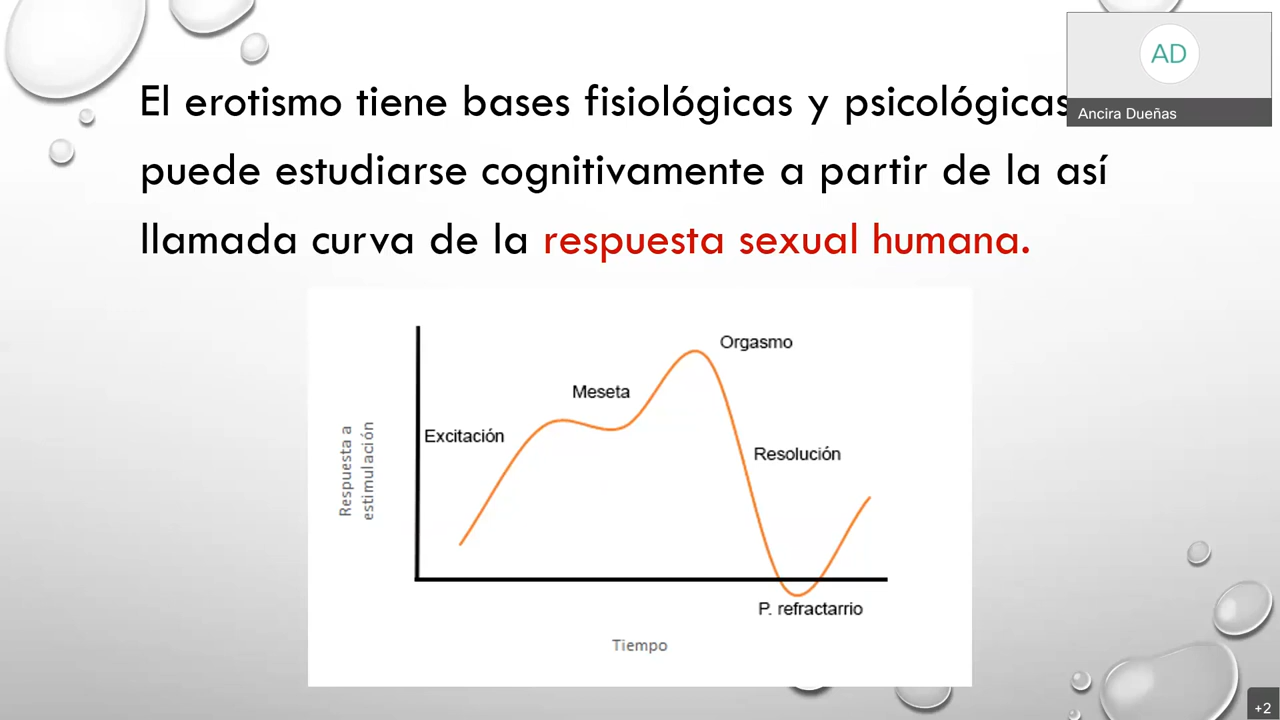 El erotismo tiene bases fisiológicas y psicológicas
puede estudiarse cognitivamente a partir de la así
llamada curva de la respuesta sexual humana.
AD
Ancira Dueñas
Orgasmo
Meseta
Excitación
Resolución
Respuesta a
estimulación
P. refractarrio
Tiempo
+2